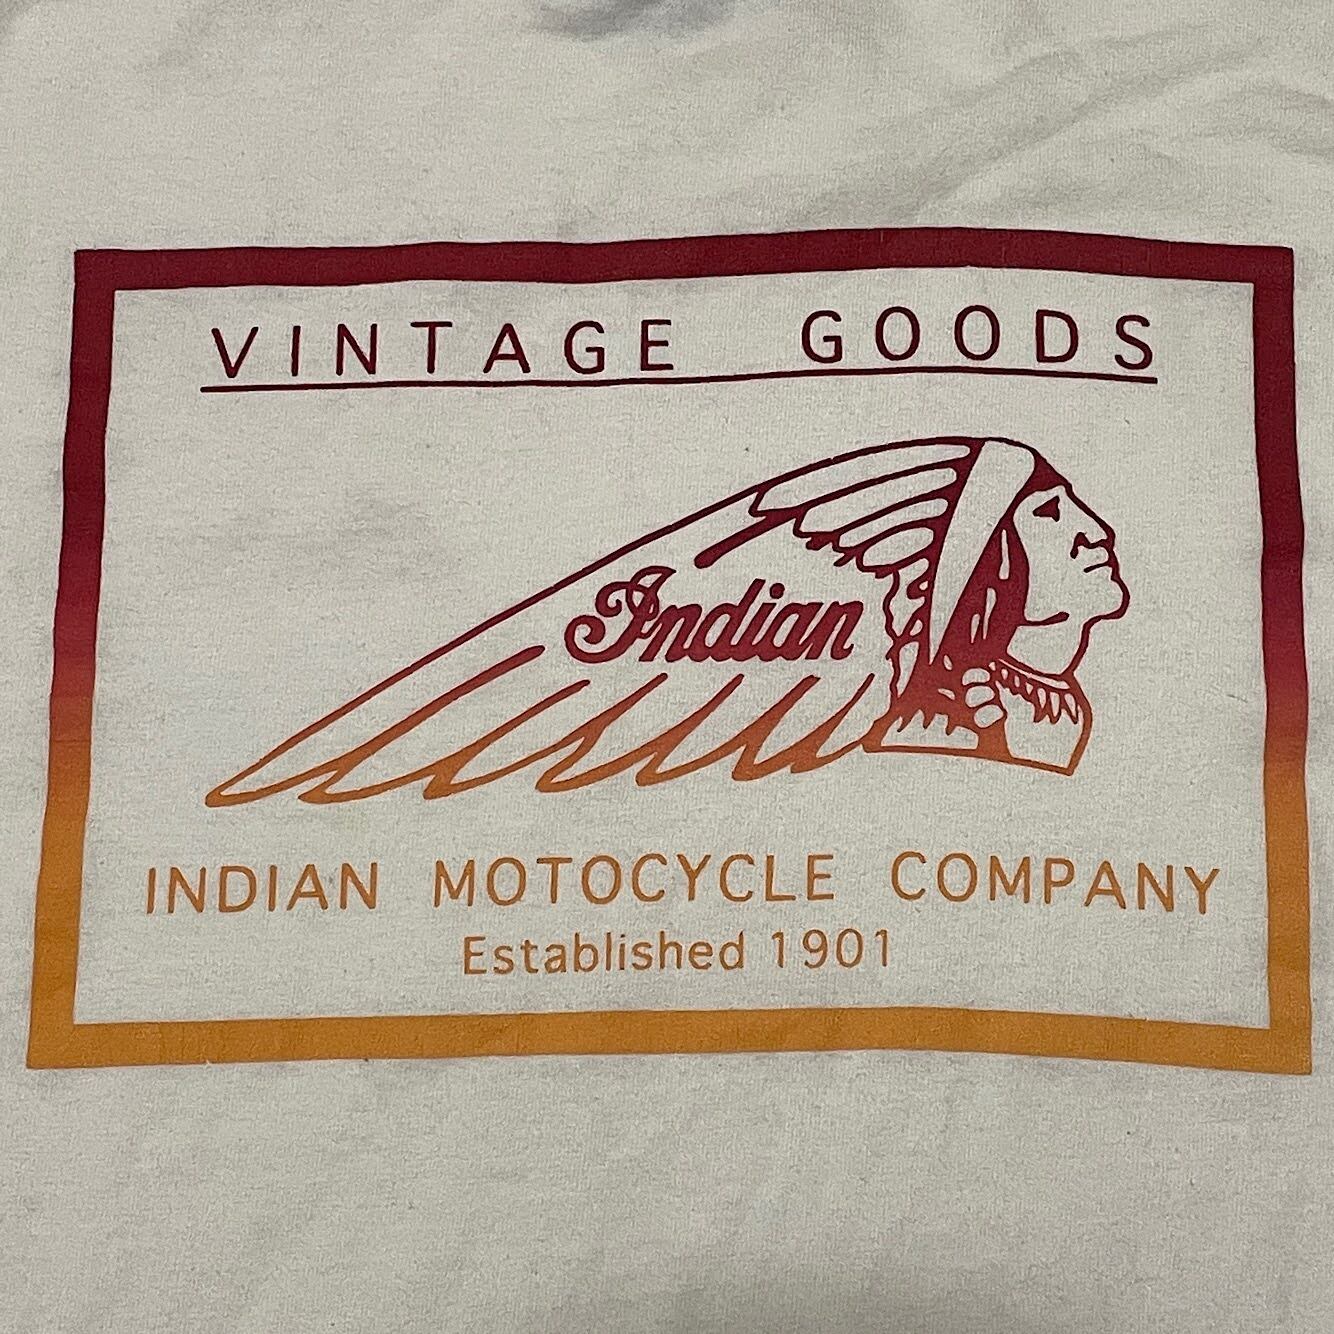 VINTAGE GOODS
Indian
INDIAN MOTOCYCLE COMPANY
Established 1901